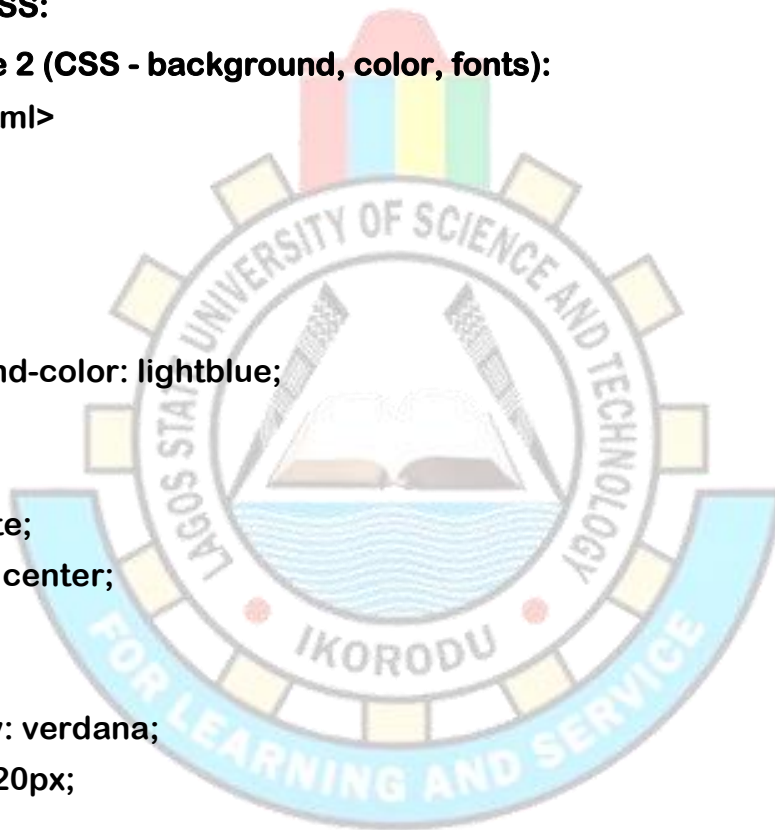 SS:
e 2 (CSS - background, color, fonts):
ml>
nd-color: lightblue;
te;
center;
y: verdana;
20px;
LAGOS STATE UNIVERSITY OF SCIENCE AND TECHNOLOGY
IKORODU
FOR LEARNING AND SERVICE